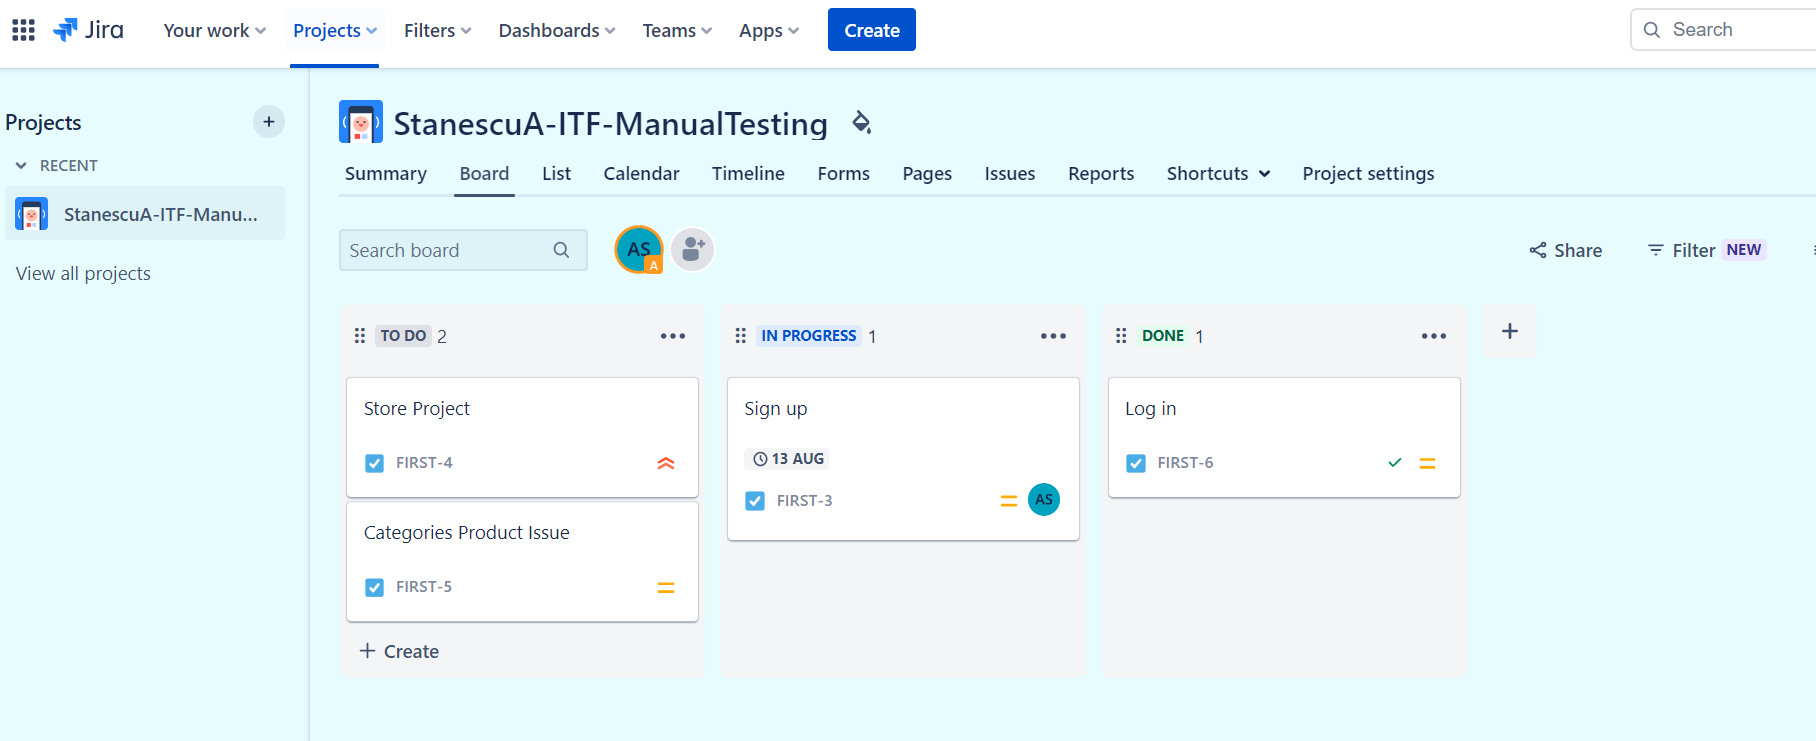 Jira Your work Projects Filters Dashboards Teams Apps Create Search
Projects
RECENT
StanescuA-ITF-Manu...
View all projects
StanescuA-ITF-ManualTesting
Summary Board List Calendar Timeline Forms Pages Issues Reports Shortcuts Project settings
Search board AS A Share Filter NEW
TO DO 2
Store Project
FIRST-4
Categories Product Issue
FIRST-5
Create
IN PROGRESS 1
Sign up
13 AUG
FIRST-3 AS
DONE 1
Log in
FIRST-6